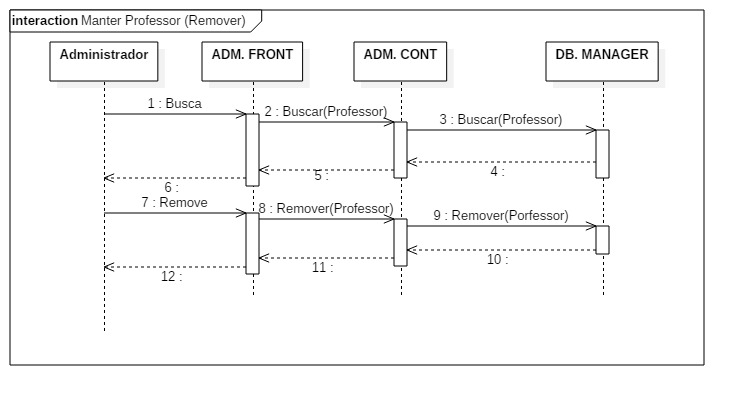 interaction Manter Professor (Remover)
Administrador
ADM. FRONT
ADM. CONT
DB. MANAGER
1 : Busca
2 : Buscar(Professor)
3 : Buscar(Professor)
4 :
5 :
6 :
7 : Remove
8 : Remover(Professor)
9 : Remover(Porfessor)
10 :
11 :
12 :